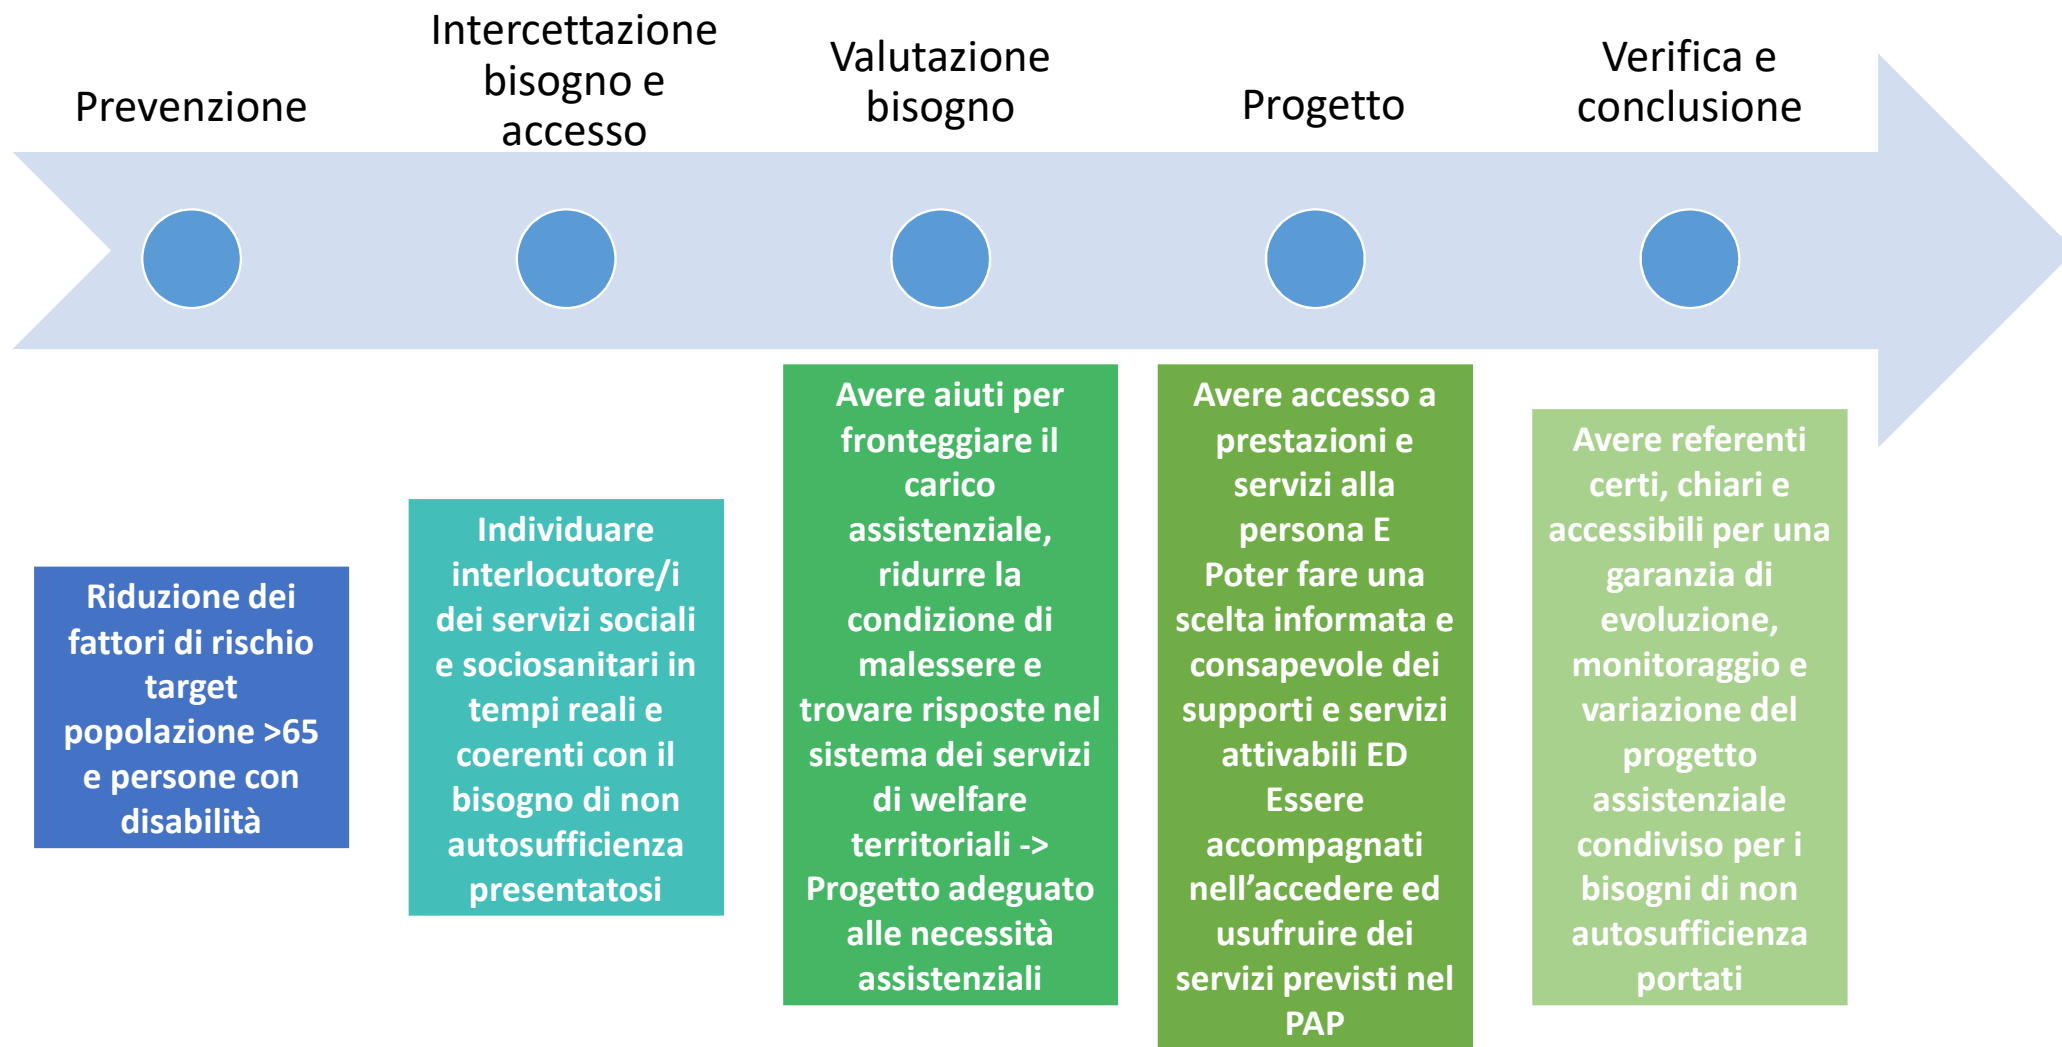 Prevenzione
Intercettazione
bisogno e
accesso
Valutazione
bisogno
Progetto
Verifica e
conclusione
Riduzione dei
fattori di rischio
target
popolazione >65
e persone con
disabilità
Individuare
interlocutore/i
dei servizi sociali
e sociosanitari in
tempi reali e
coerenti con il
bisogno di non
autosufficienza
presentatosi
Avere aiuti per
fronteggiare il
carico
assistenziale,
ridurre la
condizione di
malessere e
trovare risposte nel
sistema dei servizi
di welfare
territoriali ->
Progetto adeguato
alle necessità
assistenziali
Avere accesso a
prestazioni e
servizi alla
persona E
Poter fare una
scelta informata e
consapevole dei
supporti e servizi
attivabili ED
Essere
accompagnati
nell’accedere ed
usufruire dei
servizi previsti nel
PAP
Avere referenti
certi, chiari e
accessibili per una
garanzia di
evoluzione,
monitoraggio e
variazione del
progetto
assistenziale
condiviso per i
bisogni di non
autosufficienza
portati